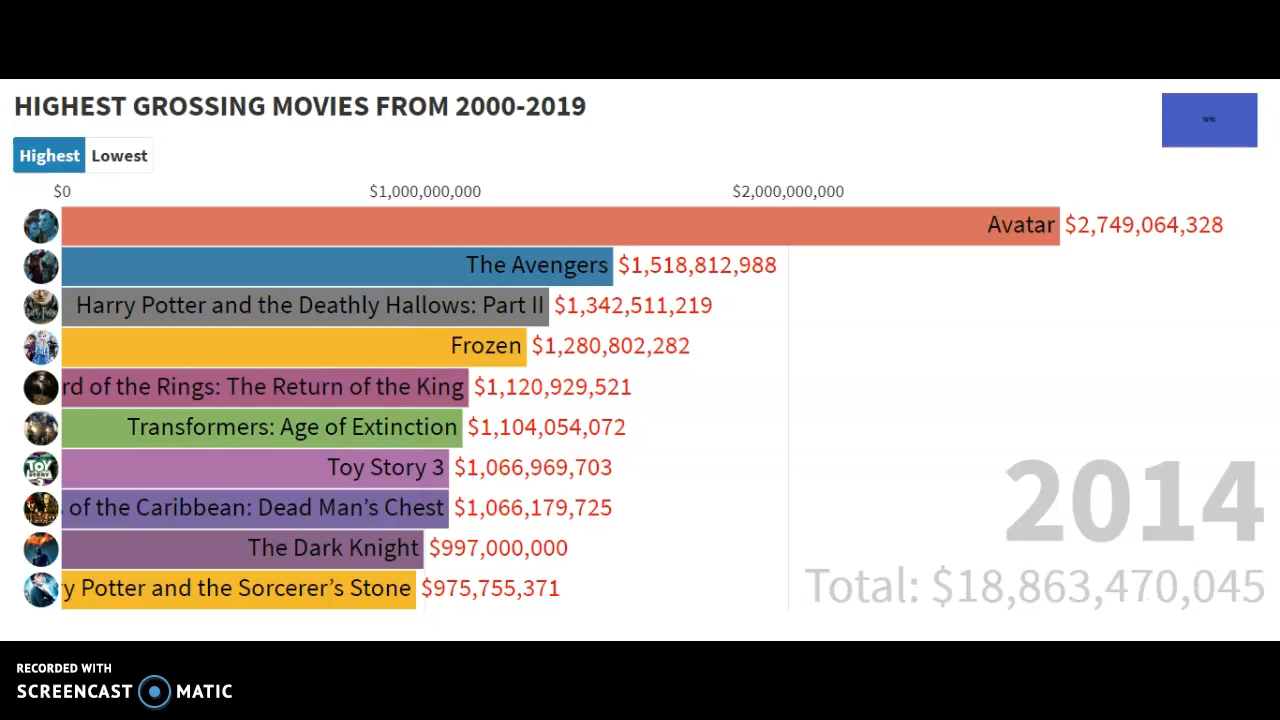 HIGHEST GROSSING MOVIES FROM 2000-2019
Highest Lowest
$0 $1,000,000,000 $2,000,000,000
Avatar $2,749,064,328
The Avengers $1,518,812,988
Harry Potter and the Deathly Hallows: Part II $1,342,511,219
Frozen $1,280,802,282
rd of the Rings: The Return of the King $1,120,929,521
Transformers: Age of Extinction $1,104,054,072
TOY STORY Toy Story 3 $1,066,969,703
of the Caribbean: Dead Man’s Chest $1,066,179,725
The Dark Knight $997,000,000
y Potter and the Sorcerer’s Stone $975,755,371
2014
Total: $18,863,470,045
RECORDED WITH
SCREENCAST MATIC